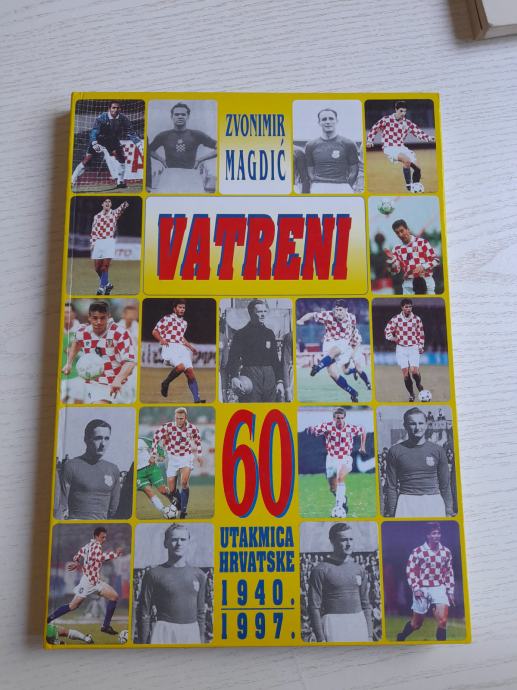 ZVONIMIR
MAGDIĆ
VATRENI
60
UTAKMICA
HRVATSKE
1940.
1997.